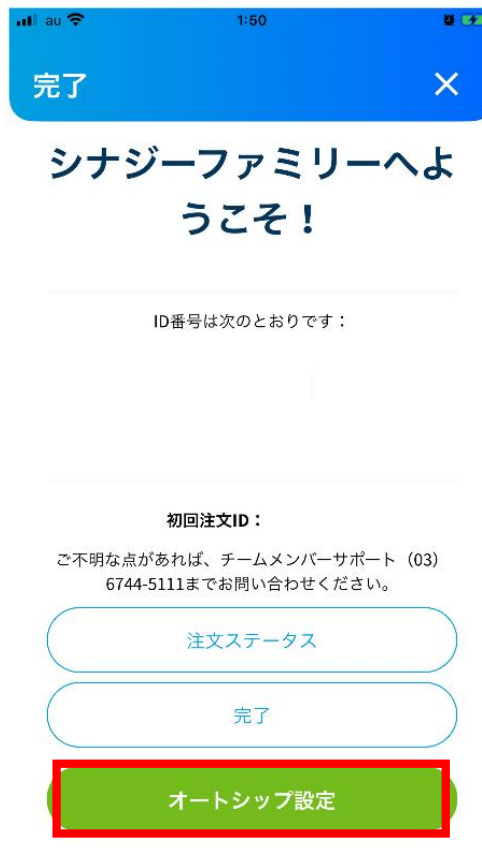 au 1:50
完了
シナジーファミリーへよ
うこそ！
ID番号は次のとおりです：
初回注文ID：
ご不明な点があれば、チームメンバーサポート（03）
6744-5111までお問い合わせください。
注文ステータス
完了
オートシップ設定